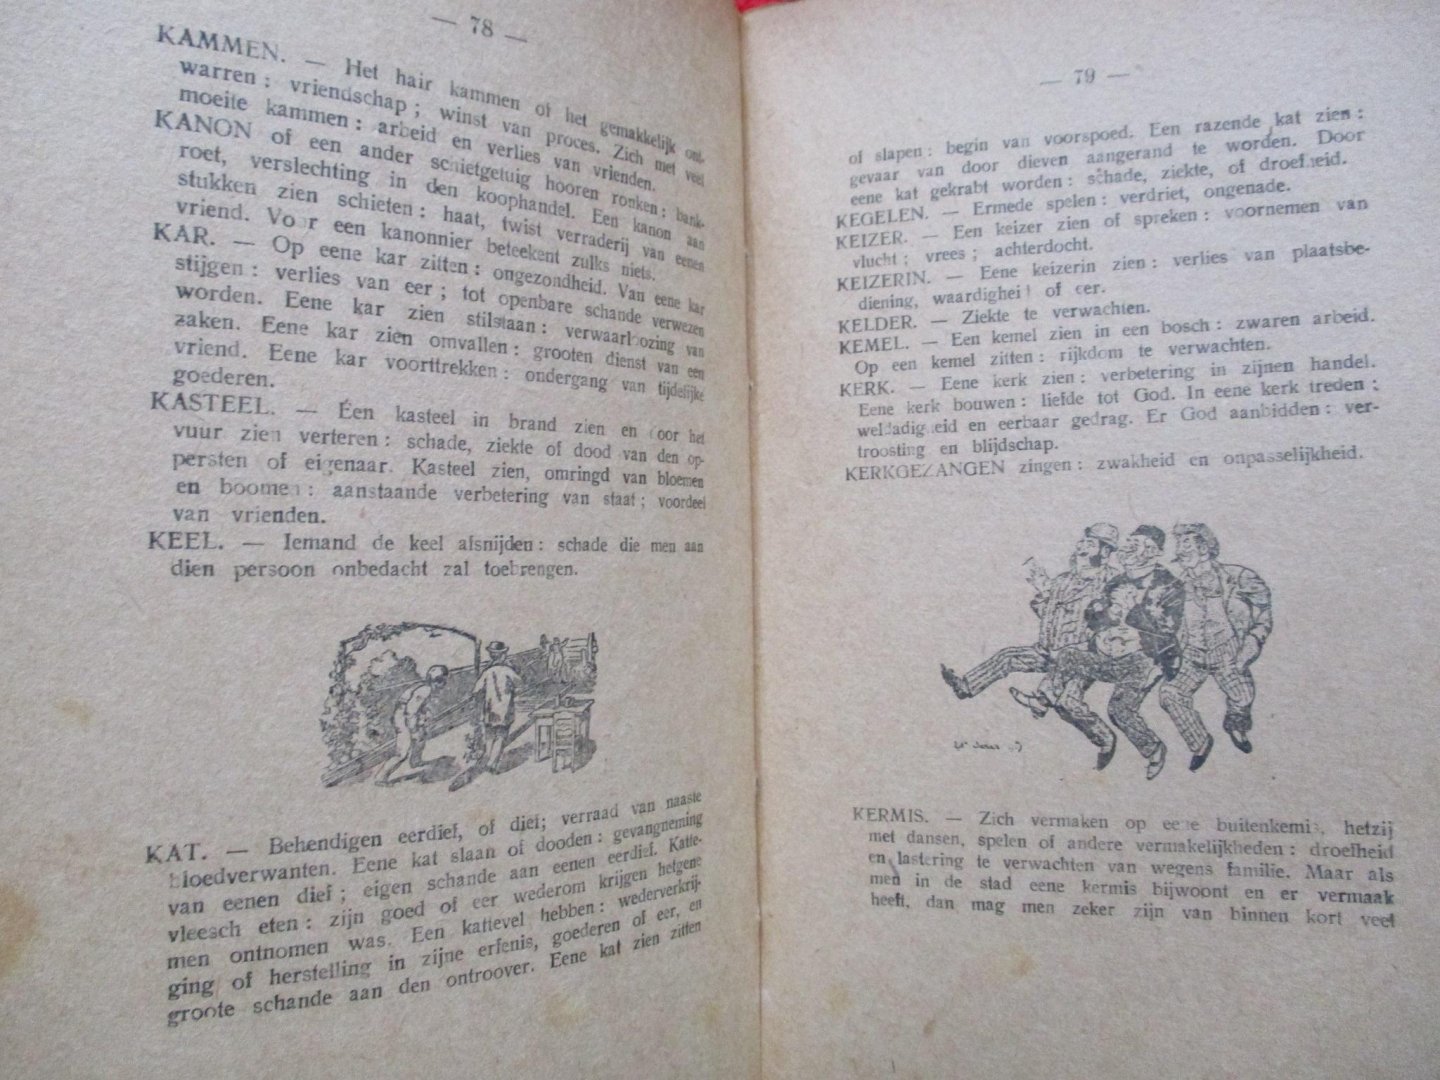 — 78 —
KAMMEN. — Het hair kammen of het gemakkelijk ont-
warren : vriendschap ; winst van proces. Zich met veel
moeite kammen : arbeid en verlies van vrienden.
KANON of een ander schietgetuig hooren ronken : bank-
roet, verslechting in den koophandel. Een kanon aan
stukken zien schieten : haat, twist verraderij van eenen
vriend. Voor een kanonnier beteekent zulks niets.
KAR. — Op eene kar zitten : ongezondheid. Van eene kar
stijgen : verlies van eer ; tot openbare schande verwezen
worden. Eene kar zien stilstaan : verwaarloozing van
zaken. Eene kar zien omvallen : grooten dienst van een
vriend. Eene kar voorttrekken : ondergang van tijdelijke
goederen.
KASTEEL. — Een kasteel in brand zien en door het
vuur zien verteren : schade, ziekte of dood van den op-
persten of eigenaar. Kasteel zien, omringd van bloemen
en boomen : aanstaande verbetering van staat ; voordeel
van vrienden.
KEEL. — Iemand de keel afsnijden : schade die men aan
dien persoon onbedacht zal toebrengen.
KAT. — Behendigen eerdief, of dief; verraad van naaste
bloedverwanten. Eene kat slaan of dooden : gevangneming
van eenen dief ; eigen schande aan eenen eerdief. Katte-
vleesch eten : zijn goed of eer wederom krijgen hetgene
men ontnomen was. Een kattevel hebben : wederverkrij-
ging of herstelling in zijne erfenis, goederen of eer, en
groote schande aan den ontroover. Eene kat zien zitten
— 79 —
of slapen : begin van voorspoed. Een razende kat zien :
gevaar van door dieven aangerand te worden. Door
eene kat gekrabt worden : schade, ziekte, of droefheid.
KEGELEN. — Ermede spelen : verdriet, ongenade.
KEIZER. — Een keizer zien of spreken : voornemen van
vlucht ; vrees ; achterdocht.
KEIZERIN. — Eene keizerin zien : verlies van plaatsbe-
diening, waardigheid of eer.
KELDER. — Ziekte te verwachten.
KEMEL. — Een kemel zien in een bosch : zwaren arbeid.
Op een kemel zitten : rijkdom te verwachten.
KERK. — Eene kerk zien : verbetering in zijnen handel.
Eene kerk bouwen : liefde tot God. In eene kerk treden :
weldadigheid en eerbaar gedrag. Er God aanbidden : ver-
troosting en blijdschap.
KERKGEZANGEN zingen : zwakheid en onpasselijkheid.
KERMIS. — Zich vermaken op eene buitenkemis, hetzij
met dansen, spelen of andere vermakelijkheden : droefheid
en lastering te verwachten van wegens familie. Maar als
men in de stad eene kermis bijwoont en er vermaak
heeft, dan mag men zeker zijn van binnen kort veel